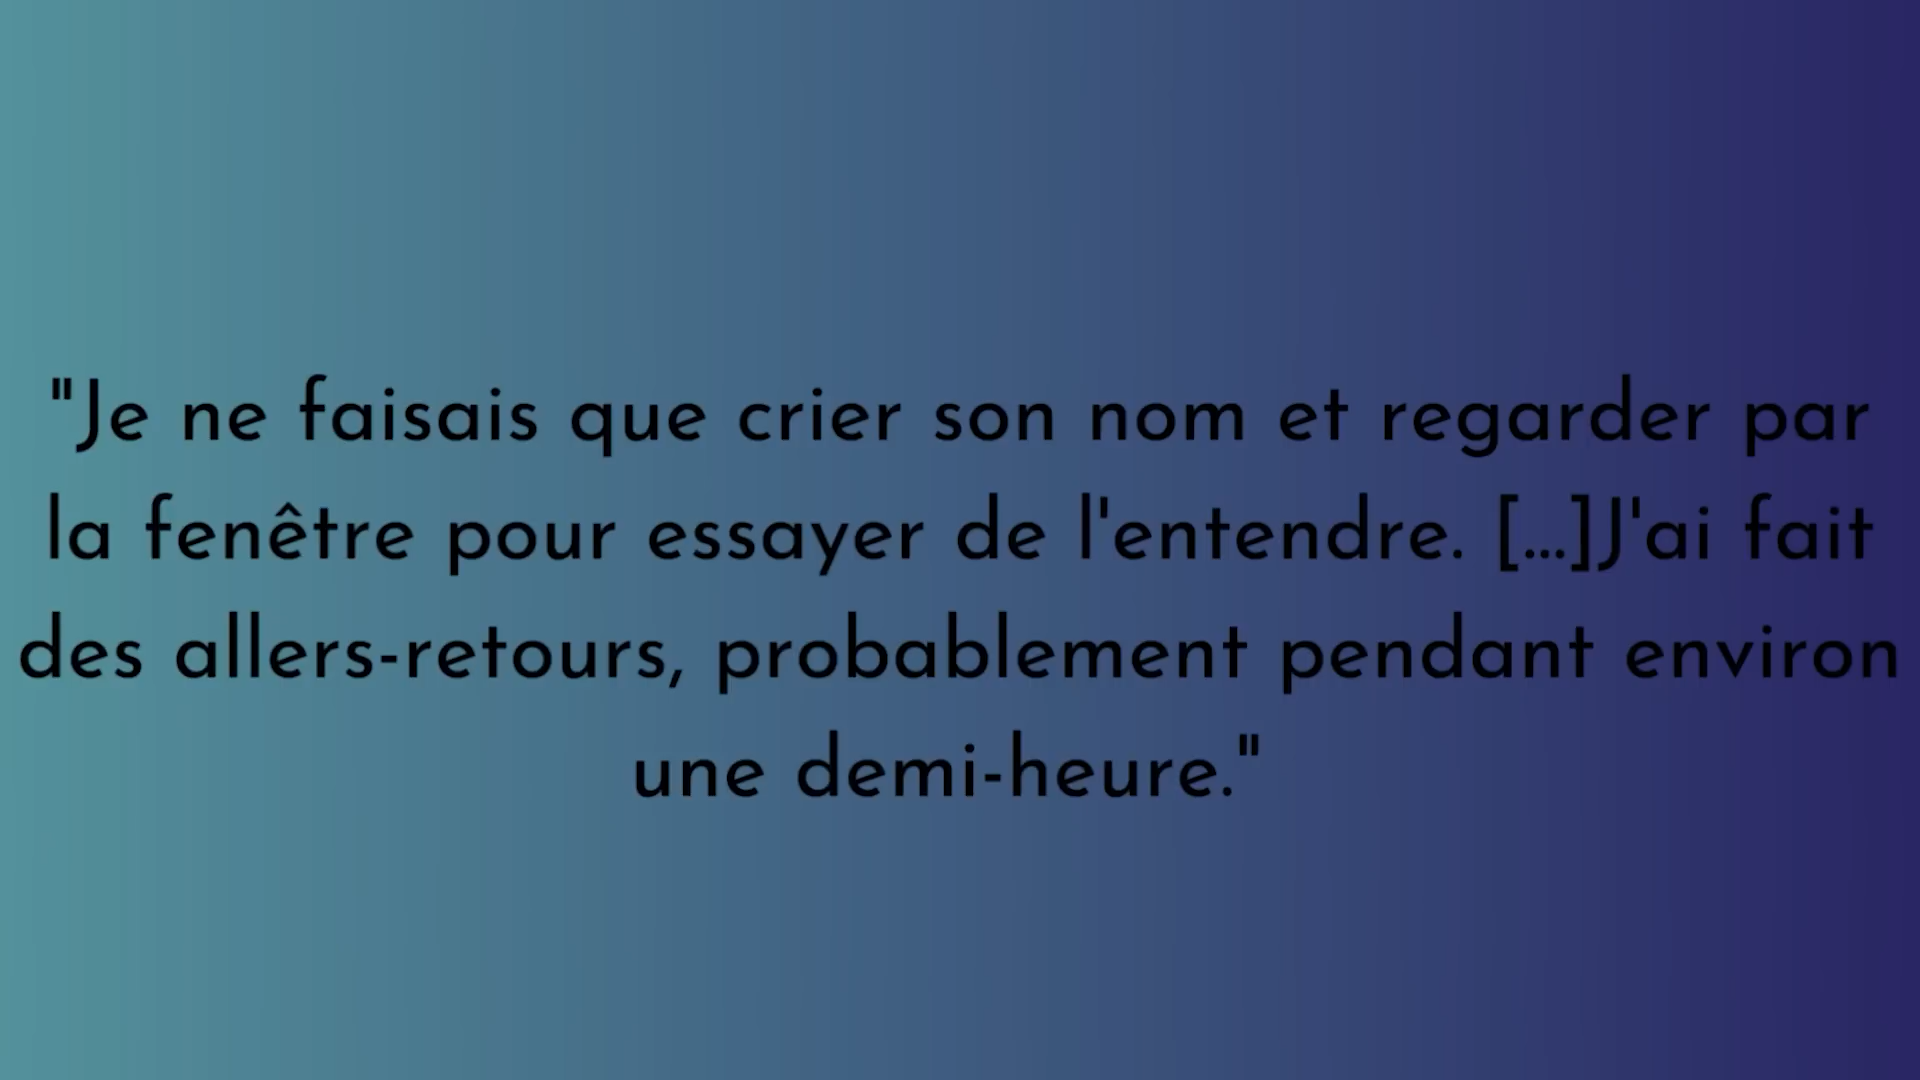 "Je ne faisais que crier son nom et regarder par
la fenêtre pour essayer de l'entendre. [...]J'ai fait
des allers-retours, probablement pendant environ
une demi-heure."